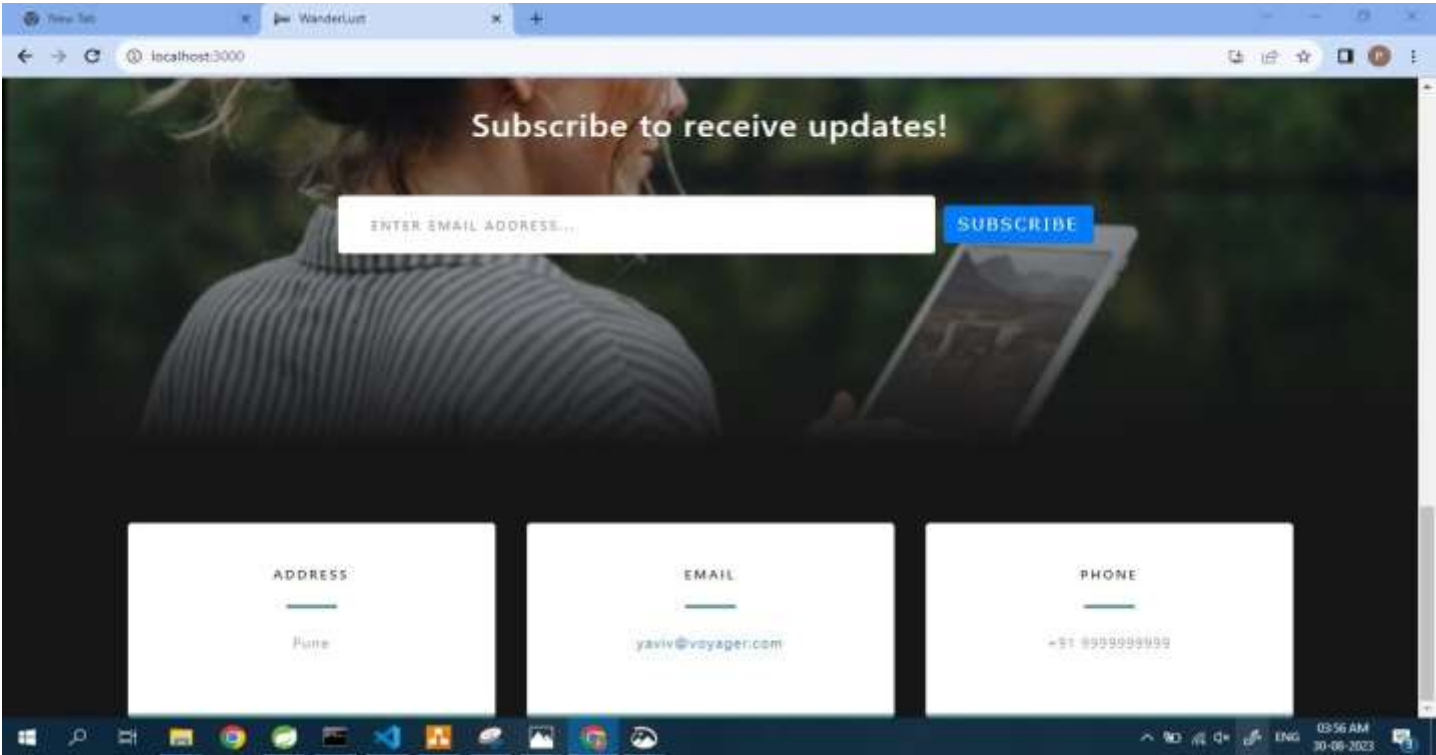 New Tab
WanderLust
localhost:3000
P
Subscribe to receive updates!
ENTER EMAIL ADDRESS...
SUBSCRIBE
ADDRESS
EMAIL
PHONE
Pune
yaviv@voyager.com
+91 9999999999
ENG
03:56 AM
30-08-2023